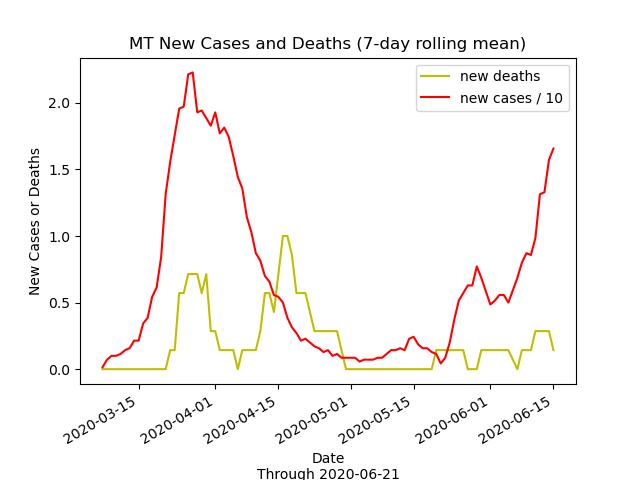 MT New Cases and Deaths (7-day rolling mean)
new deaths
new cases / 10
2.0
1.5
1.0
0.5
0.0
New Cases or Deaths
2020-03-15
2020-04-01
2020-04-15
2020-05-01
2020-05-15
2020-06-01
2020-06-15
Date
Through 2020-06-21